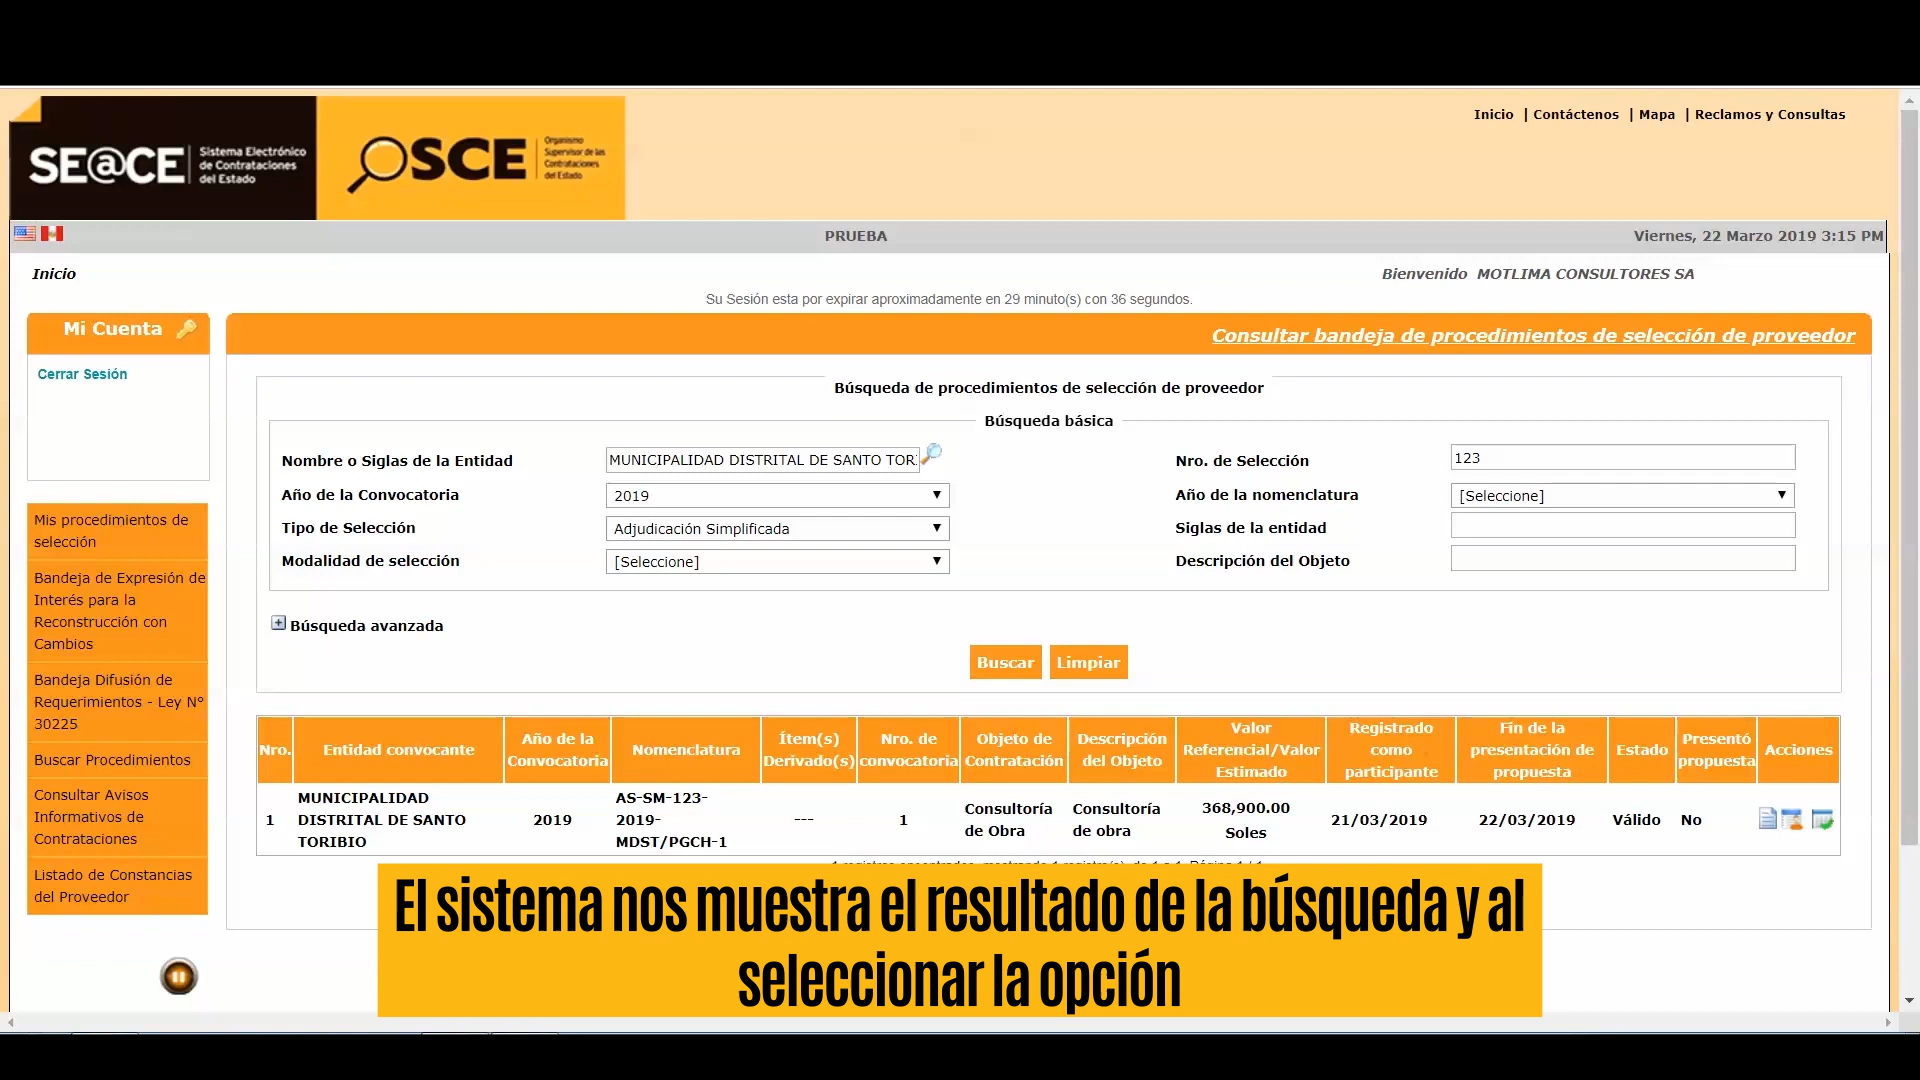 SE@CE Sistema Electrónico
de Contrataciones
del Estado
OSCE Organismo
Supervisor de las
Contrataciones
del Estado
Inicio | Contáctenos | Mapa | Reclamos y Consultas
PRUEBA
Viernes, 22 Marzo 2019 3:15 PM
Inicio
Bienvenido MOTLIMA CONSULTORES SA
Su Sesión esta por expirar aproximadamente en 29 minuto(s) con 36 segundos.
Mi Cuenta
Cerrar Sesión
Mis procedimientos de
selección
Bandeja de Expresión de
Interés para la
Reconstrucción con
Cambios
Bandeja Difusión de
Requerimientos - Ley Nº
30225
Buscar Procedimientos
Consultar Avisos
Informativos de
Contrataciones
Listado de Constancias
del Proveedor
Consultar bandeja de procedimientos de selección de proveedor
Búsqueda de procedimientos de selección de proveedor
Búsqueda básica
Nombre o Siglas de la Entidad MUNICIPALIDAD DISTRITAL DE SANTO TOR Nro. de Selección 123
Año de la Convocatoria 2019 Año de la nomenclatura [Seleccione]
Tipo de Selección Adjudicación Simplificada Siglas de la entidad
Modalidad de selección [Seleccione] Descripción del Objeto
Búsqueda avanzada
Buscar Limpiar
Nro.
Entidad convocante
Año de la
Convocatoria
Nomenclatura
Ítem(s)
Derivado(s)
Nro. de
convocatoria
Objeto de
Contratación
Descripción
del Objeto
Valor
Referencial/Valor
Estimado
Registrado
como
participante
Fin de la
presentación de
propuesta
Estado
Presentó
propuesta
Acciones
1
MUNICIPALIDAD
DISTRITAL DE SANTO
TORIBIO
2019
AS-SM-123-
2019-
MDST/PGCH-1
---
1
Consultoría
de Obra
Consultoría
de obra
368,900.00
Soles
21/03/2019
22/03/2019
Válido
No
El sistema nos muestra el resultado de la búsqueda y al
seleccionar la opción